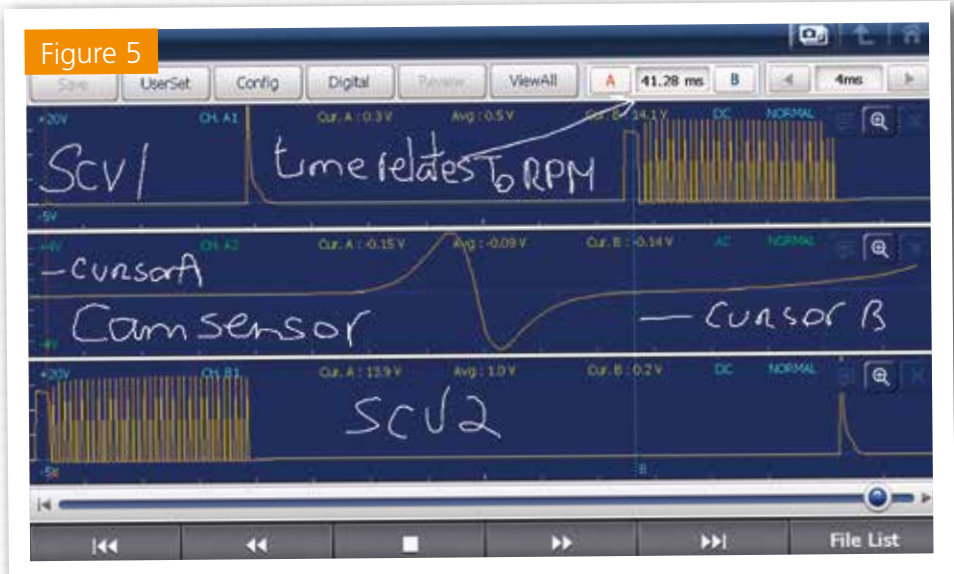 Figure 5
Save UserSet Config Digital Review ViewAll A 41.28 ms B 4ms
+20V CH. A1 Cur. A : 0.3 V Avg : 0.5 V Cur. B : 14.1 V DC NORMAL
SCV1 time relates To RPM
-5V
+4V CH. A2 Cur. A : -0.15 V Avg : -0.09 V Cur. B : -0.14 V AC NORMAL
- CURSOR A
Cam sensor — CURSOR B
-4V
+20V CH. B1 Cur. A : 13.9 V Avg : 1.0 V Cur. B : 0.2 V DC NORMAL
SCV2
-5V B
File List